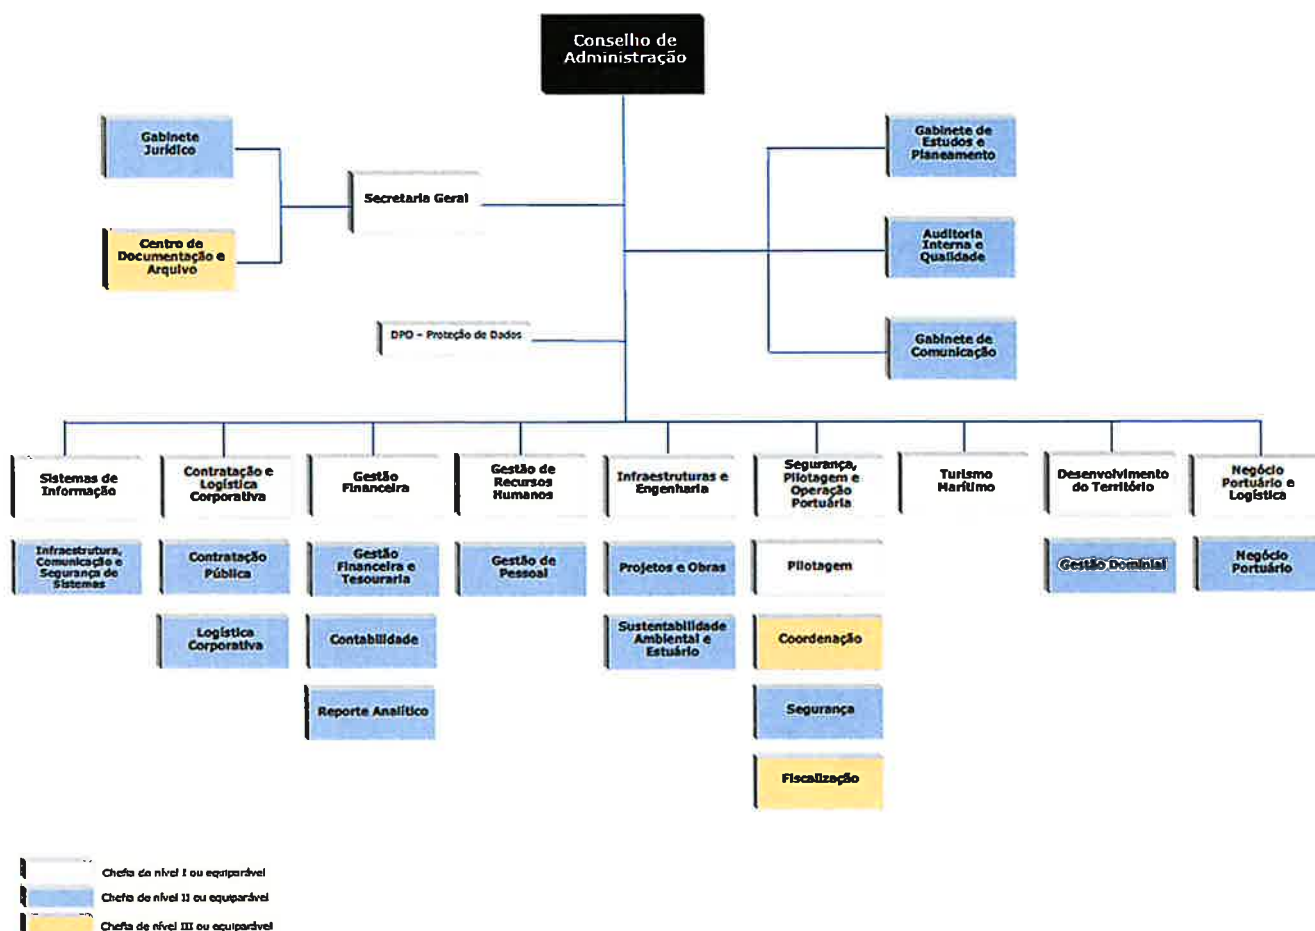 Conselho de
Administração
Gabinete
Jurídico
Gabinete de
Estudos e
Planeamento
Secretaria Geral
Centro de
Documentação e
Arquivo
Auditoria
Interna e
Qualidade
DPO – Proteção de Dados
Gabinete de
Comunicação
Sistemas de
Informação
Contratação e
Logística
Corporativa
Gestão
Financeira
Gestão de
Recursos
Humanos
Infraestruturas e
Engenharia
Segurança,
Pilotagem e
Operação
Portuária
Turismo
Marítimo
Desenvolvimento
do Território
Negócio
Portuário e
Logística
Infraestrutura,
Comunicação e
Segurança de
Sistemas
Contratação
Pública
Gestão
Financeira e
Tesouraria
Gestão de
Pessoal
Projetos e Obras
Pilotagem
Gestão Dominial
Negócio
Portuário
Logística
Corporativa
Contabilidade
Sustentabilidade
Ambiental e
Estuário
Coordenação
Reporte Analítico
Segurança
Fiscalização
Chefia de nível I ou equiparável
Chefia de nível II ou equiparável
Chefia de nível III ou equiparável